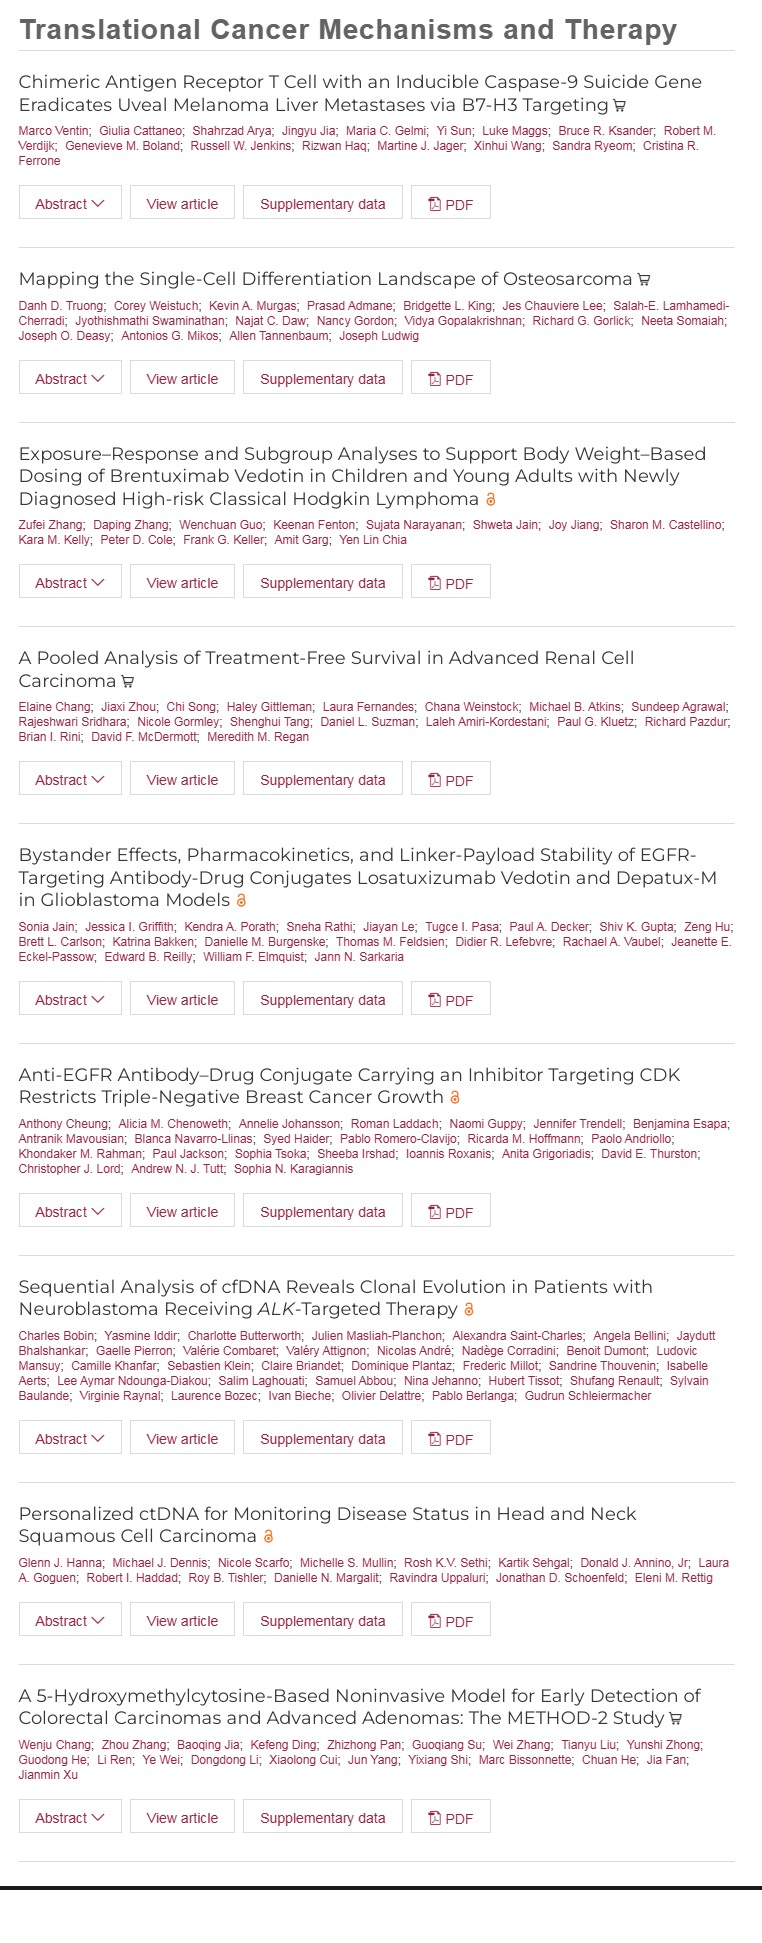 Translational Cancer Mechanisms and Therapy
Chimeric Antigen Receptor T Cell with an Inducible Caspase-9 Suicide Gene
Eradicates Uveal Melanoma Liver Metastases via B7-H3 Targeting
Marco Ventin; Giulia Cattaneo; Shahrzad Arya; Jingyu Jia; Maria C. Gelmi; Yi Sun; Luke Maggs; Bruce R. Ksander; Robert M.
Verdijk; Genevieve M. Boland; Russell W. Jenkins; Rizwan Haq; Martine J. Jager; Xinhui Wang; Sandra Ryeom; Cristina R.
Ferrone
Abstract View article Supplementary data PDF
Mapping the Single-Cell Differentiation Landscape of Osteosarcoma
Danh D. Truong; Corey Weistuch; Kevin A. Murgas; Prasad Admane; Bridgette L. King; Jes Chauviere Lee; Salah-E. Lamhamedi-
Cherradi; Jyothishmathi Swaminathan; Najat C. Daw; Nancy Gordon; Vidya Gopalakrishnan; Richard G. Gorlick; Neeta Somaiah;
Joseph O. Deasy; Antonios G. Mikos; Allen Tannenbaum; Joseph Ludwig
Abstract View article Supplementary data PDF
Exposure–Response and Subgroup Analyses to Support Body Weight–Based
Dosing of Brentuximab Vedotin in Children and Young Adults with Newly
Diagnosed High-risk Classical Hodgkin Lymphoma
Zufei Zhang; Daping Zhang; Wenchuan Guo; Keenan Fenton; Sujata Narayanan; Shweta Jain; Joy Jiang; Sharon M. Castellino;
Kara M. Kelly; Peter D. Cole; Frank G. Keller; Amit Garg; Yen Lin Chia
Abstract View article Supplementary data PDF
A Pooled Analysis of Treatment-Free Survival in Advanced Renal Cell
Carcinoma
Elaine Chang; Jiaxi Zhou; Chi Song; Haley Gittleman; Laura Fernandes; Chana Weinstock; Michael B. Atkins; Sundeep Agrawal;
Rajeshwari Sridhara; Nicole Gormley; Shenghui Tang; Daniel L. Suzman; Laleh Amiri-Kordestani; Paul G. Kluetz; Richard Pazdur;
Brian I. Rini; David F. McDermott; Meredith M. Regan
Abstract View article Supplementary data PDF
Bystander Effects, Pharmacokinetics, and Linker-Payload Stability of EGFR-
Targeting Antibody-Drug Conjugates Losatuxizumab Vedotin and Depatux-M
in Glioblastoma Models
Sonia Jain; Jessica I. Griffith; Kendra A. Porath; Sneha Rathi; Jiayan Le; Tugce I. Pasa; Paul A. Decker; Shiv K. Gupta; Zeng Hu;
Brett L. Carlson; Katrina Bakken; Danielle M. Burgenske; Thomas M. Feldsien; Didier R. Lefebvre; Rachael A. Vaubel; Jeanette E.
Eckel-Passow; Edward B. Reilly; William F. Elmquist; Jann N. Sarkaria
Abstract View article Supplementary data PDF
Anti-EGFR Antibody–Drug Conjugate Carrying an Inhibitor Targeting CDK
Restricts Triple-Negative Breast Cancer Growth
Anthony Cheung; Alicia M. Chenoweth; Annelie Johansson; Roman Laddach; Naomi Guppy; Jennifer Trendell; Benjamina Esapa;
Antranik Mavousian; Blanca Navarro-Llinas; Syed Haider; Pablo Romero-Clavijo; Ricarda M. Hoffmann; Paolo Andriollo;
Khondaker M. Rahman; Paul Jackson; Sophia Tsoka; Sheeba Irshad; Ioannis Roxanis; Anita Grigoriadis; David E. Thurston;
Christopher J. Lord; Andrew N. J. Tutt; Sophia N. Karagiannis
Abstract View article Supplementary data PDF
Sequential Analysis of cfDNA Reveals Clonal Evolution in Patients with
Neuroblastoma Receiving ALK-Targeted Therapy
Charles Bobin; Yasmine Iddir; Charlotte Butterworth; Julien Masliah-Planchon; Alexandra Saint-Charles; Angela Bellini; Jaydutt
Bhalshankar; Gaelle Pierron; Valérie Combaret; Valéry Attignon; Nicolas André; Nadège Corradini; Benoit Dumont; Ludovic
Mansuy; Camille Khanfar; Sebastien Klein; Claire Briandet; Dominique Plantaz; Frederic Millot; Sandrine Thouvenin; Isabelle
Aerts; Lee Aymar Ndounga-Diakou; Salim Laghouati; Samuel Abbou; Nina Jehanno; Hubert Tissot; Shufang Renault; Sylvain
Baulande; Virginie Raynal; Laurence Bozec; Ivan Bieche; Olivier Delattre; Pablo Berlanga; Gudrun Schleiermacher
Abstract View article Supplementary data PDF
Personalized ctDNA for Monitoring Disease Status in Head and Neck
Squamous Cell Carcinoma
Glenn J. Hanna; Michael J. Dennis; Nicole Scarfo; Michelle S. Mullin; Rosh K.V. Sethi; Kartik Sehgal; Donald J. Annino, Jr; Laura
A. Goguen; Robert I. Haddad; Roy B. Tishler; Danielle N. Margalit; Ravindra Uppaluri; Jonathan D. Schoenfeld; Eleni M. Rettig
Abstract View article Supplementary data PDF
A 5-Hydroxymethylcytosine-Based Noninvasive Model for Early Detection of
Colorectal Carcinomas and Advanced Adenomas: The METHOD-2 Study
Wenju Chang; Zhou Zhang; Baoqing Jia; Kefeng Ding; Zhizhong Pan; Guoqiang Su; Wei Zhang; Tianyu Liu; Yunshi Zhong;
Guodong He; Li Ren; Ye Wei; Dongdong Li; Xiaolong Cui; Jun Yang; Yixiang Shi; Marc Bissonnette; Chuan He; Jia Fan;
Jianmin Xu
Abstract View article Supplementary data PDF